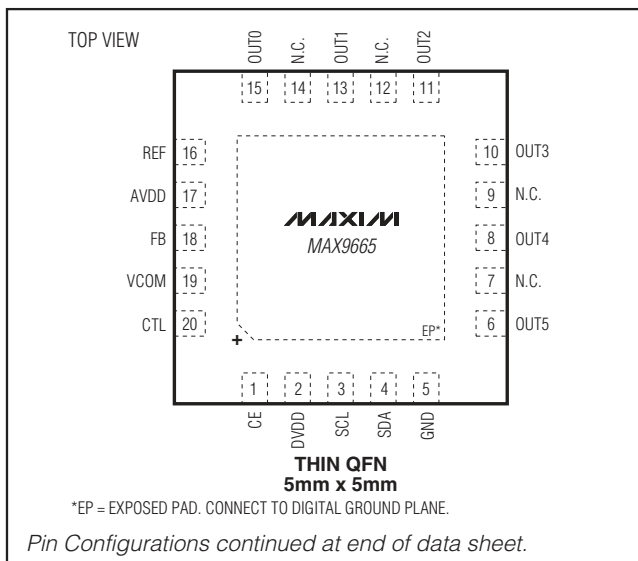 TOP VIEW
OUT0
N.C.
OUT1
N.C.
OUT2
15 14 13 12 11
REF 16
AVDD 17
FB 18
VCOM 19
CTL 20
10 OUT3
9 N.C.
8 OUT4
7 N.C.
6 OUT5
MAXIM
MAX9665
EP*
+
1 2 3 4 5
CE
DVDD
SCL
SDA
GND
THIN QFN
5mm x 5mm
*EP = EXPOSED PAD. CONNECT TO DIGITAL GROUND PLANE.
Pin Configurations continued at end of data sheet.